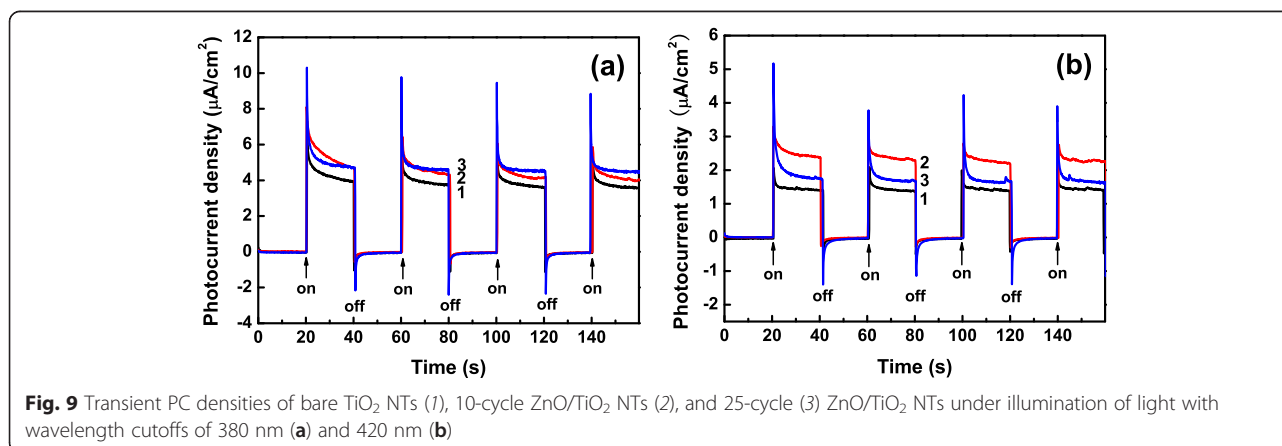 (a)
Photocurrent density (μA/cm²)
12
10
8
6
4
2
0
-2
-4
3
2
1
on
off
on
off
on
off
on
0 20 40 60 80 100 120 140
Time (s)
(b)
Photocurrent density (μA/cm²)
6
5
4
3
2
1
0
-1
-2
2
3
1
on
off
on
off
on
off
on
0 20 40 60 80 100 120 140
Time (s)
Fig. 9 Transient PC densities of bare TiO₂ NTs (1), 10-cycle ZnO/TiO₂ NTs (2), and 25-cycle (3) ZnO/TiO₂ NTs under illumination of light with
wavelength cutoffs of 380 nm (a) and 420 nm (b)